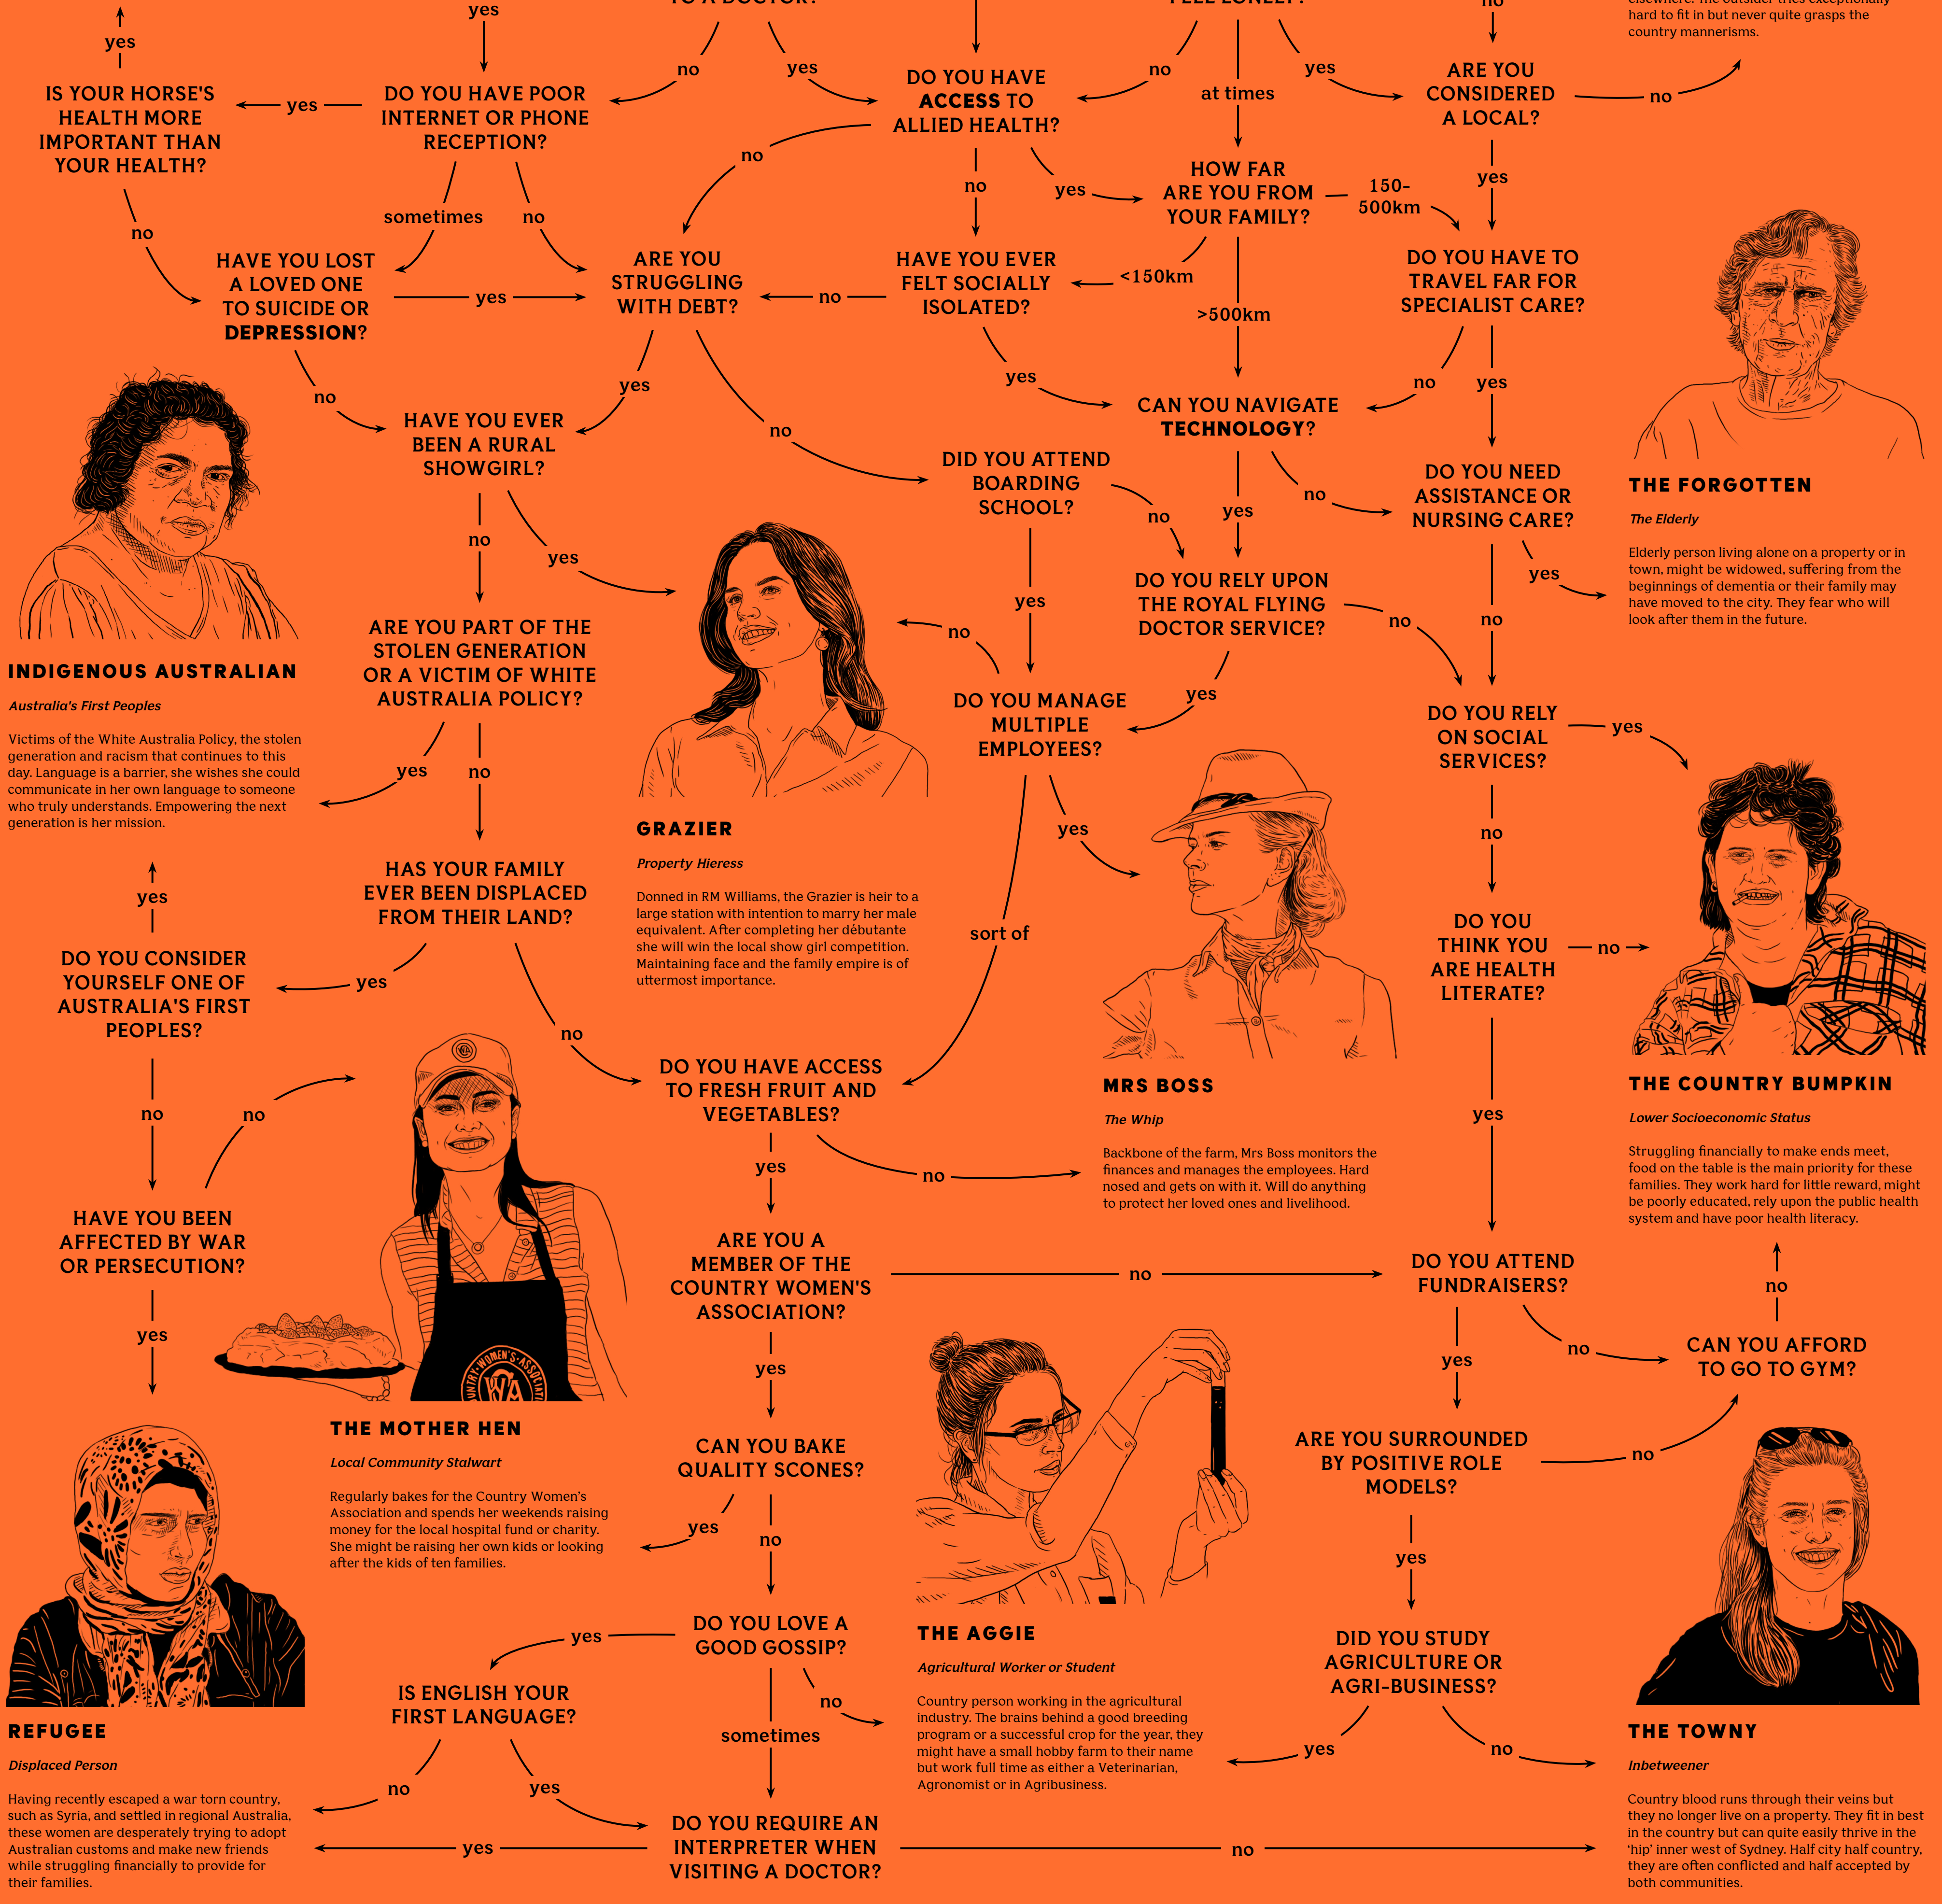 TO A DOCTOR?
FEEL LONELY?
no
elsewhere. The outsider tries exceptionally
hard to fit in but never quite grasps the
country mannerisms.
yes
yes
no
yes
no
at times
yes
IS YOUR HORSE'S
HEALTH MORE
IMPORTANT THAN
YOUR HEALTH?
yes
DO YOU HAVE POOR
INTERNET OR PHONE
RECEPTION?
DO YOU HAVE
ACCESS TO
ALLIED HEALTH?
ARE YOU
CONSIDERED
A LOCAL?
no
no
no
yes
HOW FAR
ARE YOU FROM
YOUR FAMILY?
150-
500km
yes
sometimes
no
no
HAVE YOU LOST
A LOVED ONE
TO SUICIDE OR
DEPRESSION?
yes
ARE YOU
STRUGGLING
WITH DEBT?
no
HAVE YOU EVER
FELT SOCIALLY
ISOLATED?
<150km
>500km
DO YOU HAVE TO
TRAVEL FAR FOR
SPECIALIST CARE?
no
yes
no
yes
no
yes
HAVE YOU EVER
BEEN A RURAL
SHOWGIRL?
CAN YOU NAVIGATE
TECHNOLOGY?
DID YOU ATTEND
BOARDING
SCHOOL?
no
yes
no
DO YOU NEED
ASSISTANCE OR
NURSING CARE?
THE FORGOTTEN
The Elderly
Elderly person living alone on a property or in
town, might be widowed, suffering from the
beginnings of dementia or their family may
have moved to the city. They fear who will
look after them in the future.
no
yes
yes
DO YOU RELY UPON
THE ROYAL FLYING
DOCTOR SERVICE?
no
no
yes
ARE YOU PART OF THE
STOLEN GENERATION
OR A VICTIM OF WHITE
AUSTRALIA POLICY?
no
yes
DO YOU MANAGE
MULTIPLE
EMPLOYEES?
DO YOU RELY
ON SOCIAL
SERVICES?
yes
INDIGENOUS AUSTRALIAN
Australia's First Peoples
Victims of the White Australia Policy, the stolen
generation and racism that continues to this
day. Language is a barrier, she wishes she could
communicate in her own language to someone
who truly understands. Empowering the next
generation is her mission.
yes
no
yes
sort of
no
GRAZIER
Property Hieress
Donned in RM Williams, the Grazier is heir to a
large station with intention to marry her male
equivalent. After completing her débutante
she will win the local show girl competition.
Maintaining face and the family empire is of
uttermost importance.
HAS YOUR FAMILY
EVER BEEN DISPLACED
FROM THEIR LAND?
yes
yes
no
DO YOU CONSIDER
YOURSELF ONE OF
AUSTRALIA'S FIRST
PEOPLES?
DO YOU
THINK YOU
ARE HEALTH
LITERATE?
no
no
no
yes
DO YOU HAVE ACCESS
TO FRESH FRUIT AND
VEGETABLES?
yes
no
MRS BOSS
The Whip
Backbone of the farm, Mrs Boss monitors the
finances and manages the employees. Hard
nosed and gets on with it. Will do anything
to protect her loved ones and livelihood.
THE COUNTRY BUMPKIN
Lower Socioeconomic Status
Struggling financially to make ends meet,
food on the table is the main priority for these
families. They work hard for little reward, might
be poorly educated, rely upon the public health
system and have poor health literacy.
HAVE YOU BEEN
AFFECTED BY WAR
OR PERSECUTION?
yes
ARE YOU A
MEMBER OF THE
COUNTRY WOMEN'S
ASSOCIATION?
no
yes
DO YOU ATTEND
FUNDRAISERS?
yes
no
no
CAN YOU AFFORD
TO GO TO GYM?
COUNTRY·WOMEN'S·ASSOCIAT
CWA
THE MOTHER HEN
Local Community Stalwart
Regularly bakes for the Country Women's
Association and spends her weekends raising
money for the local hospital fund or charity.
She might be raising her own kids or looking
after the kids of ten families.
CAN YOU BAKE
QUALITY SCONES?
yes
no
ARE YOU SURROUNDED
BY POSITIVE ROLE
MODELS?
no
yes
DO YOU LOVE A
GOOD GOSSIP?
yes
sometimes
no
THE AGGIE
Agricultural Worker or Student
Country person working in the agricultural
industry. The brains behind a good breeding
program or a successful crop for the year, they
might have a small hobby farm to their name
but work full time as either a Veterinarian,
Agronomist or in Agribusiness.
DID YOU STUDY
AGRICULTURE OR
AGRI-BUSINESS?
yes
no
IS ENGLISH YOUR
FIRST LANGUAGE?
no
yes
REFUGEE
Displaced Person
Having recently escaped a war torn country,
such as Syria, and settled in regional Australia,
these women are desperately trying to adopt
Australian customs and make new friends
while struggling financially to provide for
their families.
yes
DO YOU REQUIRE AN
INTERPRETER WHEN
VISITING A DOCTOR?
no
THE TOWNY
Inbetweener
Country blood runs through their veins but
they no longer live on a property. They fit in best
in the country but can quite easily thrive in the
'hip' inner west of Sydney. Half city half country,
they are often conflicted and half accepted by
both communities.